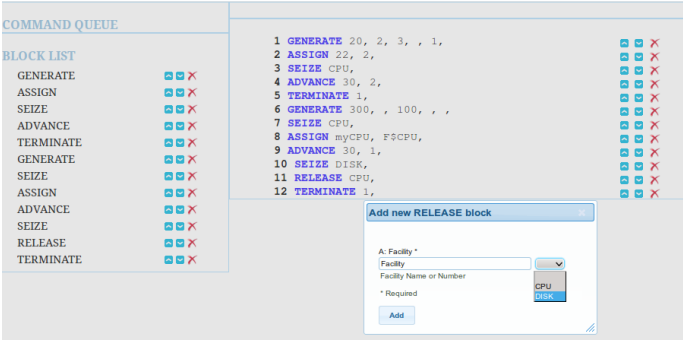 COMMAND QUEUE
BLOCK LIST
GENERATE
ASSIGN
SEIZE
ADVANCE
TERMINATE
GENERATE
SEIZE
ASSIGN
ADVANCE
SEIZE
RELEASE
TERMINATE
1 GENERATE 20, 2, 3, , 1,
2 ASSIGN 22, 2,
3 SEIZE CPU,
4 ADVANCE 30, 2,
5 TERMINATE 1,
6 GENERATE 300, , 100, , ,
7 SEIZE CPU,
8 ASSIGN myCPU, F$CPU,
9 ADVANCE 30, 1,
10 SEIZE DISK,
11 RELEASE CPU,
12 TERMINATE 1,
Add new RELEASE block
A: Facility *
Facility
Facility Name or Number
CPU
DISK
* Required
Add